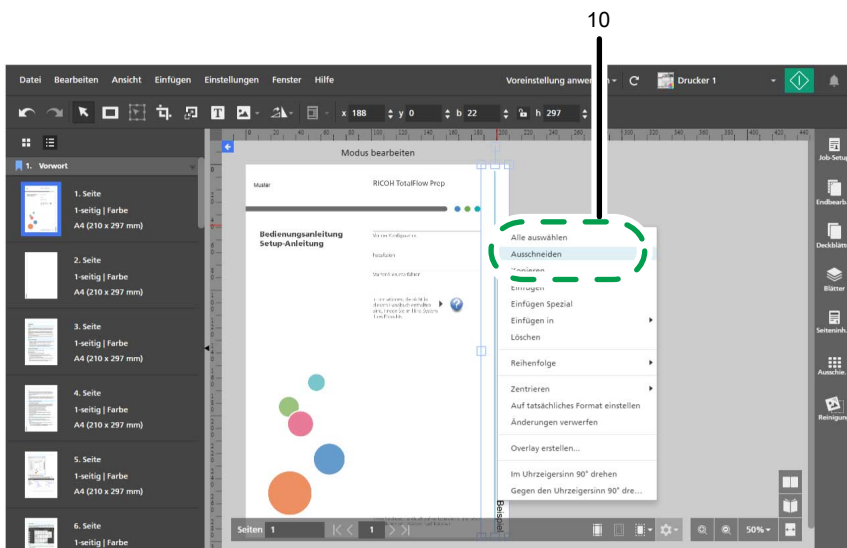 10
Datei Bearbeiten Ansicht Einfügen Einstellungen Fenster Hilfe
Voreinstellung anwen
Drucker 1
x 188 y 0 b 22 h 297
Modus bearbeiten
1. Vorwort
1. Seite
1-seitig | Farbe
A4 (210 x 297 mm)
2. Seite
1-seitig | Farbe
A4 (210 x 297 mm)
3. Seite
1-seitig | Farbe
A4 (210 x 297 mm)
4. Seite
1-seitig | Farbe
A4 (210 x 297 mm)
5. Seite
1-seitig | Farbe
A4 (210 x 297 mm)
6. Seite
1-seitig | Farbe
Muster
RICOH TotalFlow Prep
Bedienungsanleitung
Setup-Anleitung
Installation
Beispiel
Alle auswählen
Ausschneiden
Kopieren
Einfügen
Einfügen Spezial
Einfügen in
Löschen
Reihenfolge
Zentrieren
Auf tatsächliches Format einstellen
Änderungen verwerfen
Overlay erstellen...
Im Uhrzeigersinn 90° drehen
Gegen den Uhrzeigersinn 90° dre...
Job-Setup
Endbearb.
Deckblätt
Blätter
Seiteninh.
Ausschie.
Reinigun
Seiten 1
1
50%